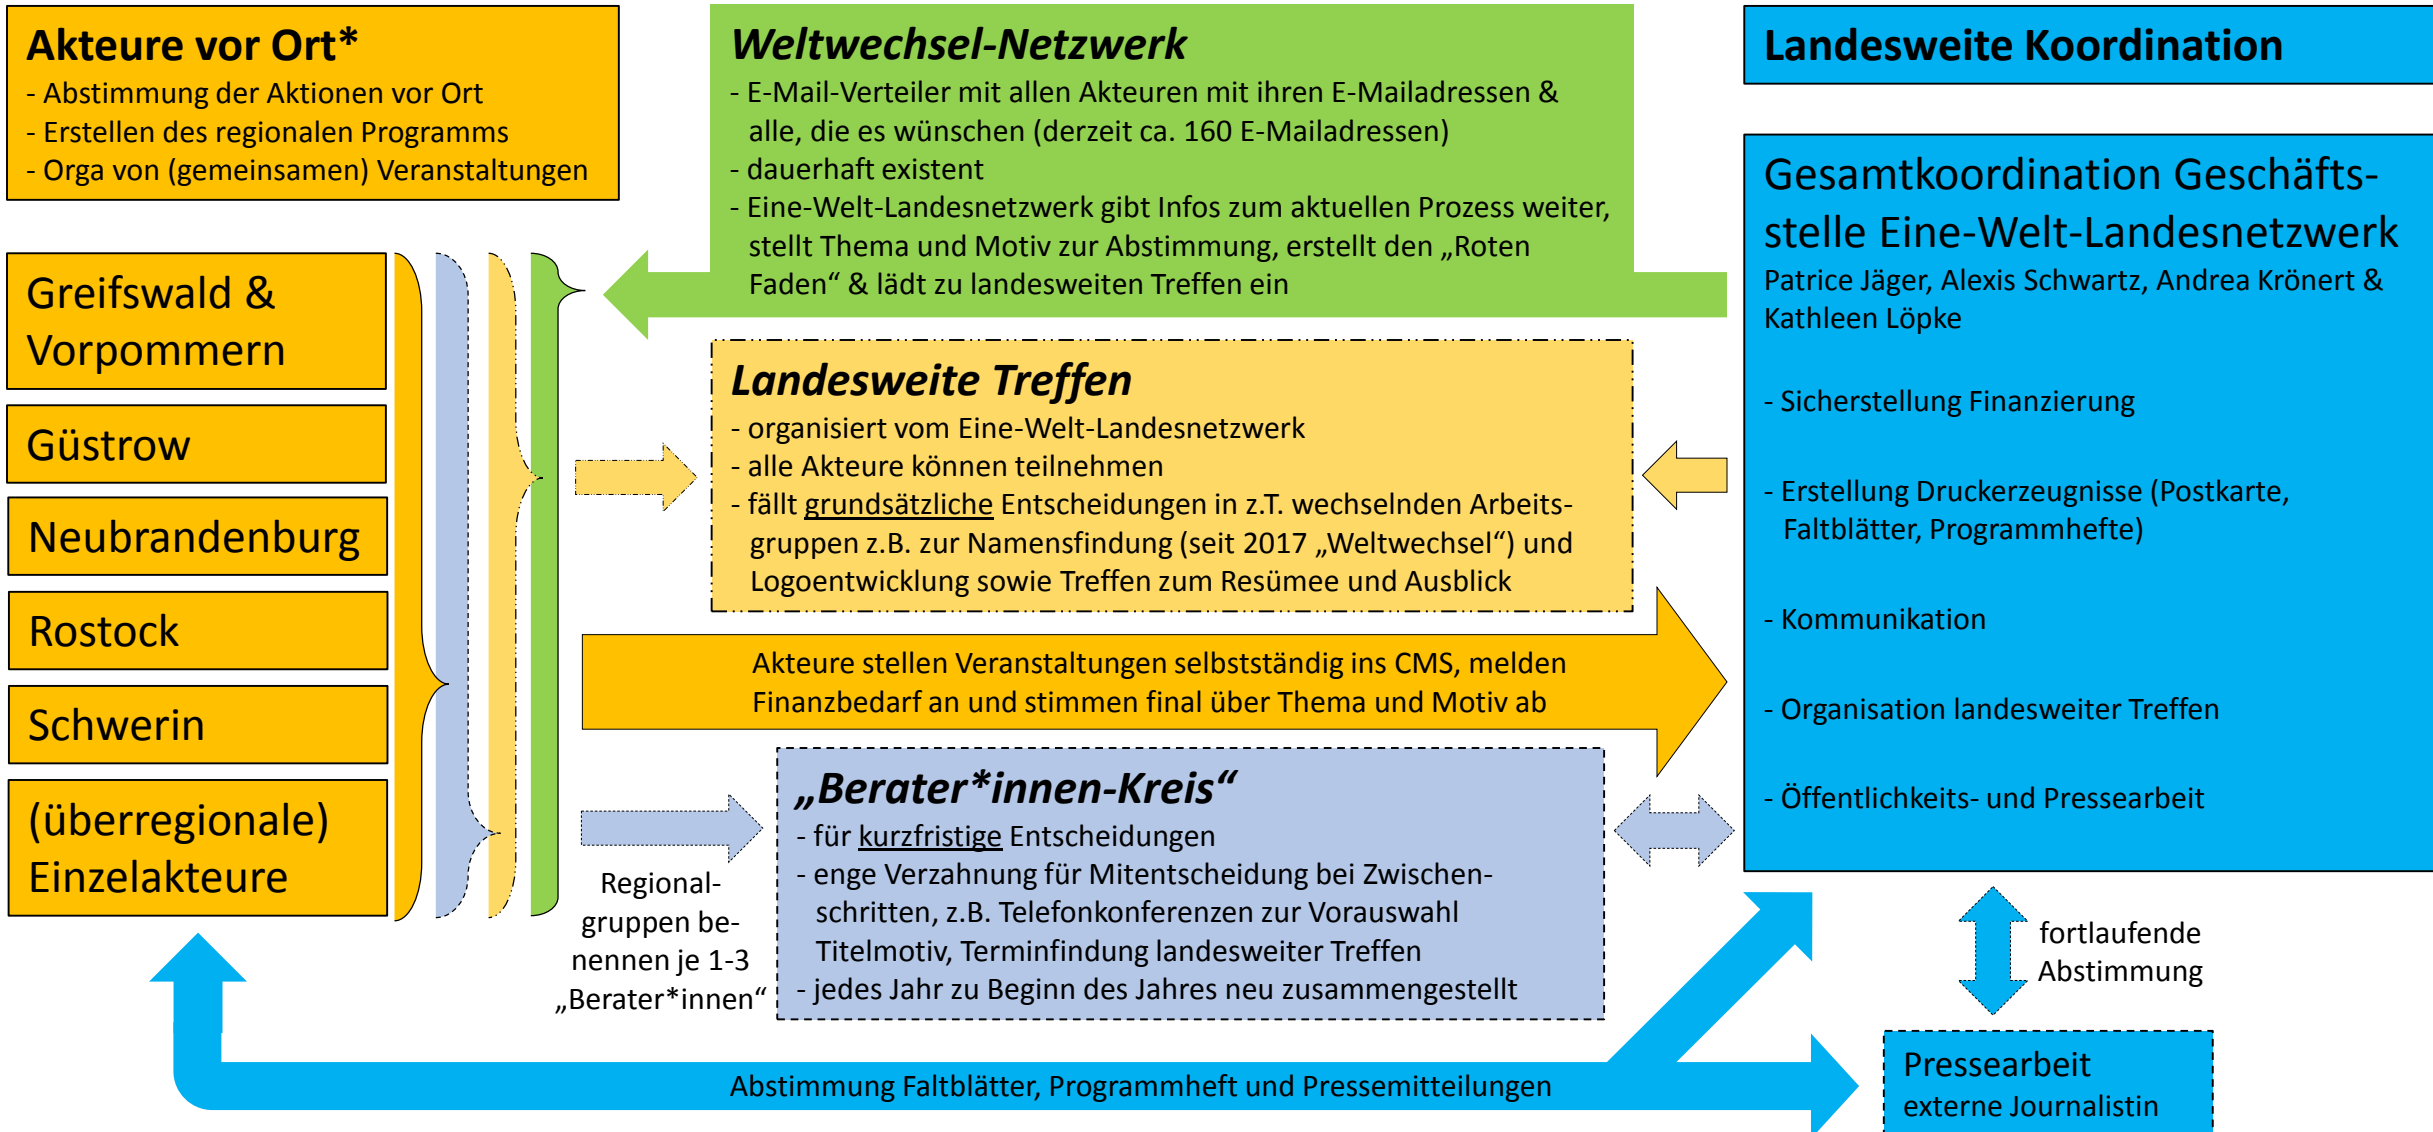 Akteure vor Ort*
- Abstimmung der Aktionen vor Ort
- Erstellen des regionalen Programms
- Orga von (gemeinsamen) Veranstaltungen
Greifswald &
Vorpommern
Güstrow
Neubrandenburg
Rostock
Schwerin
(überregionale)
Einzelakteure
Weltwechsel-Netzwerk
- E-Mail-Verteiler mit allen Akteuren mit ihren E-Mailadressen &
alle, die es wünschen (derzeit ca. 160 E-Mailadressen)
- dauerhaft existent
- Eine-Welt-Landesnetzwerk gibt Infos zum aktuellen Prozess weiter,
stellt Thema und Motiv zur Abstimmung, erstellt den „Roten
Faden“ & lädt zu landesweiten Treffen ein
Landesweite Treffen
- organisiert vom Eine-Welt-Landesnetzwerk
- alle Akteure können teilnehmen
- fällt grundsätzliche Entscheidungen in z.T. wechselnden Arbeits-
gruppen z.B. zur Namensfindung (seit 2017 „Weltwechsel“) und
Logoentwicklung sowie Treffen zum Resümee und Ausblick
Akteure stellen Veranstaltungen selbstständig ins CMS, melden
Finanzbedarf an und stimmen final über Thema und Motiv ab
Regional-
gruppen be-
nennen je 1-3
„Berater*innen“
„Berater*innen-Kreis“
- für kurzfristige Entscheidungen
- enge Verzahnung für Mitentscheidung bei Zwischen-
schritten, z.B. Telefonkonferenzen zur Vorauswahl
Titelmotiv, Terminfindung landesweiter Treffen
- jedes Jahr zu Beginn des Jahres neu zusammengestellt
Abstimmung Faltblätter, Programmheft und Pressemitteilungen
Landesweite Koordination
Gesamtkoordination Geschäfts-
stelle Eine-Welt-Landesnetzwerk
Patrice Jäger, Alexis Schwartz, Andrea Krönert &
Kathleen Löpke
- Sicherstellung Finanzierung
- Erstellung Druckerzeugnisse (Postkarte,
Faltblätter, Programmhefte)
- Kommunikation
- Organisation landesweiter Treffen
- Öffentlichkeits- und Pressearbeit
fortlaufende
Abstimmung
Pressearbeit
externe Journalistin